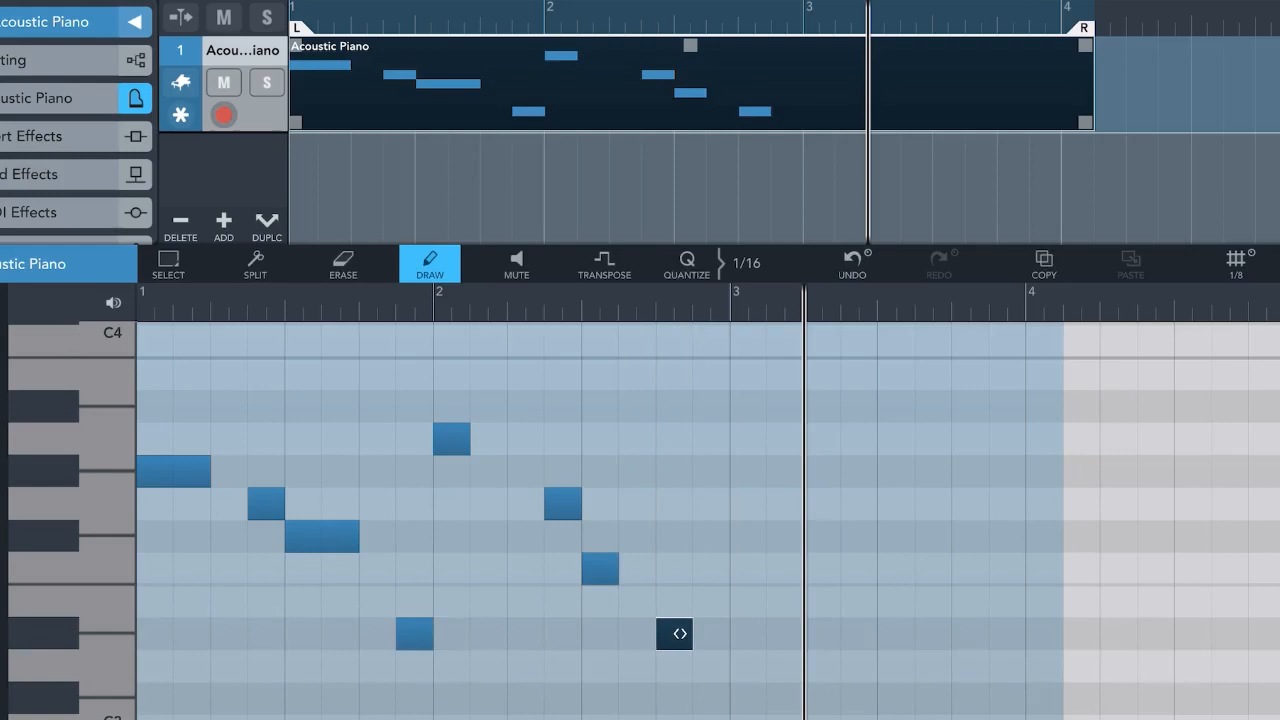 coustic Piano
ting
ustic Piano
rt Effects
d Effects
DI Effects
M S
1 Acou...iano
M S
DELETE ADD DUPLC
1 2 3 4
L R
Acoustic Piano
stic Piano
SELECT SPLIT ERASE DRAW MUTE TRANSPOSE QUANTIZE 1/16 UNDO REDO COPY PASTE 1/8
1 2 3 4
C4